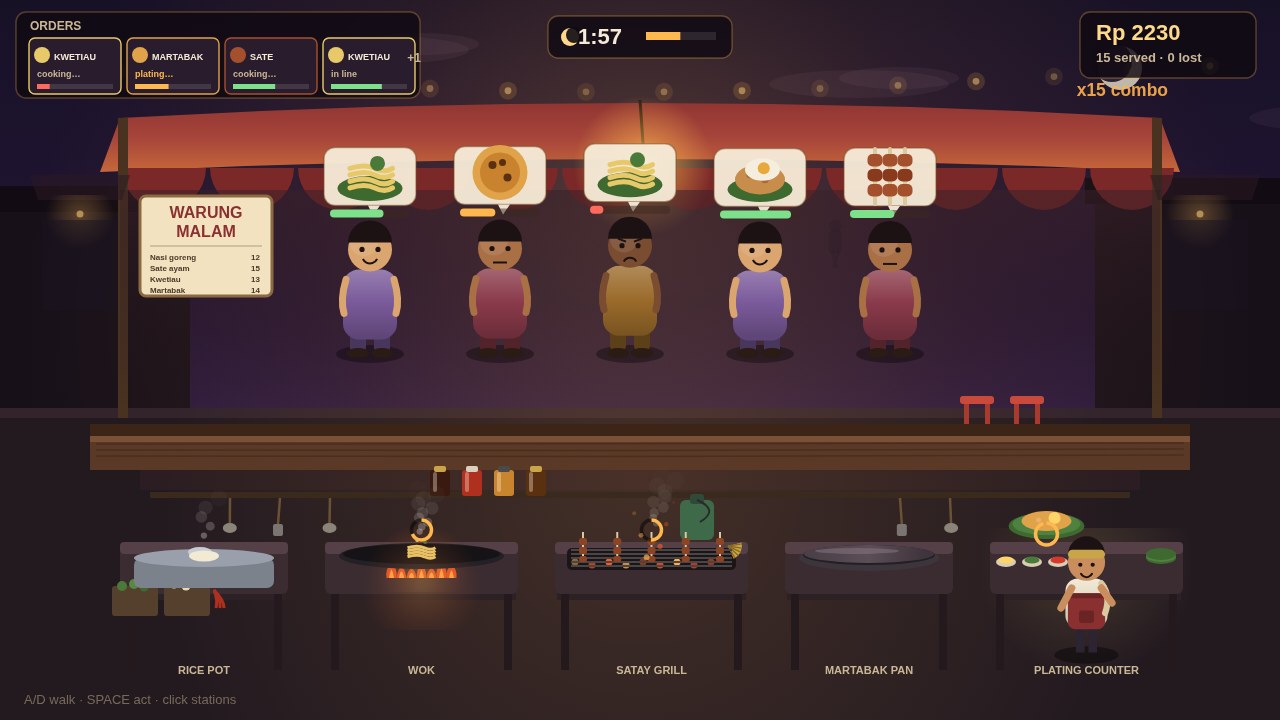 ORDERS
KWETIAU
cooking…
MARTABAK
plating…
SATE
cooking…
KWETIAU
in line
+1
1:57
Rp 2230
15 served · 0 lost
x15 combo
WARUNG
MALAM
Nasi goreng 12
Sate ayam 15
Kwetiau 13
Martabak 14
RICE POT
WOK
SATAY GRILL
MARTABAK PAN
PLATING COUNTER
A/D walk · SPACE act · click stations